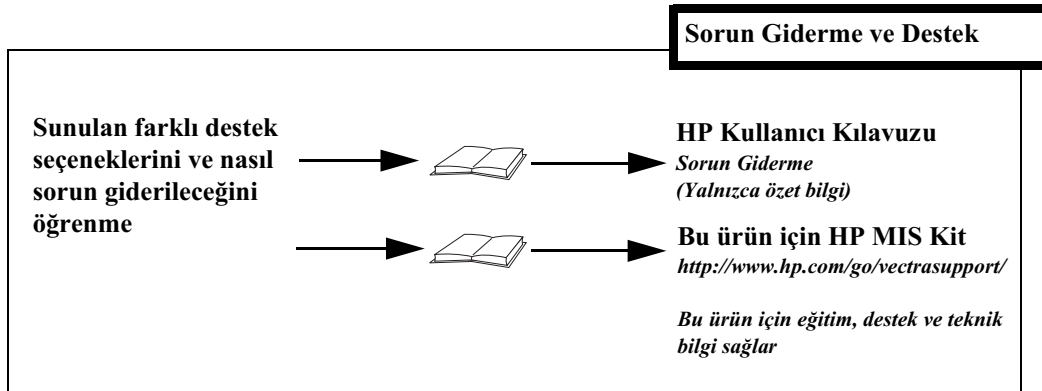 Sorun Giderme ve Destek
Sunulan farklı destek
seçeneklerini ve nasıl
sorun giderileceğini
öğrenme
HP Kullanıcı Kılavuzu
Sorun Giderme
(Yalnızca özet bilgi)
Bu ürün için HP MIS Kit
http://www.hp.com/go/vectrasupport/
Bu ürün için eğitim, destek ve teknik
bilgi sağlar